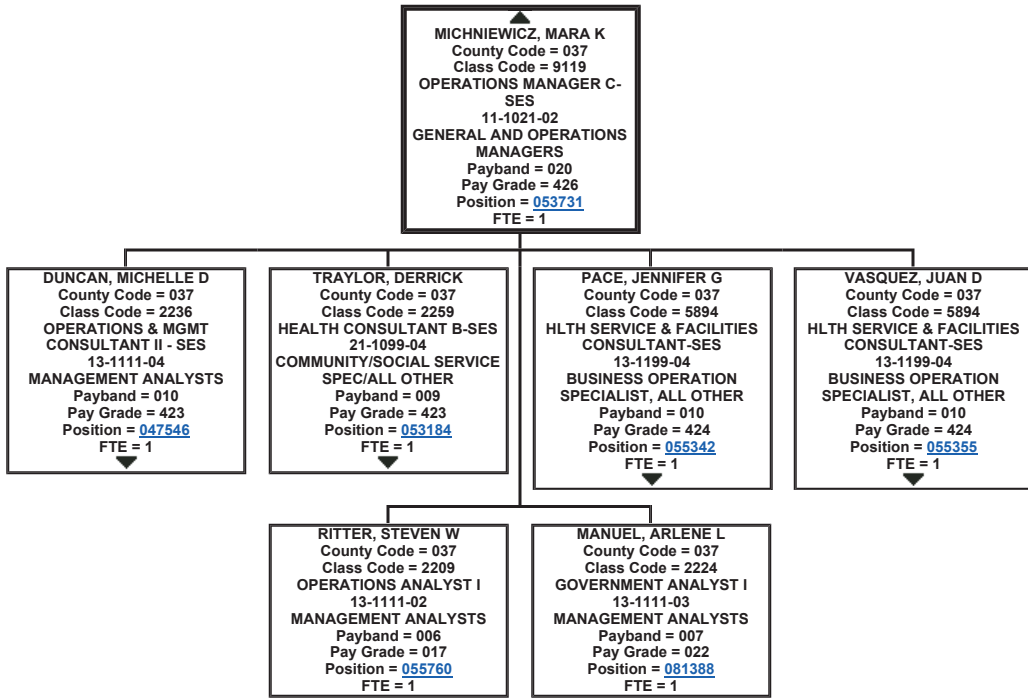 MICHNIEWICZ, MARA K
County Code = 037
Class Code = 9119
OPERATIONS MANAGER C-
SES
11-1021-02
GENERAL AND OPERATIONS
MANAGERS
Payband = 020
Pay Grade = 426
Position = 053731
FTE = 1
DUNCAN, MICHELLE D
County Code = 037
Class Code = 2236
OPERATIONS & MGMT
CONSULTANT II - SES
13-1111-04
MANAGEMENT ANALYSTS
Payband = 010
Pay Grade = 423
Position = 047546
FTE = 1
TRAYLOR, DERRICK
County Code = 037
Class Code = 2259
HEALTH CONSULTANT B-SES
21-1099-04
COMMUNITY/SOCIAL SERVICE
SPEC/ALL OTHER
Payband = 009
Pay Grade = 423
Position = 053184
FTE = 1
PACE, JENNIFER G
County Code = 037
Class Code = 5894
HLTH SERVICE & FACILITIES
CONSULTANT-SES
13-1199-04
BUSINESS OPERATION
SPECIALIST, ALL OTHER
Payband = 010
Pay Grade = 424
Position = 055342
FTE = 1
VASQUEZ, JUAN D
County Code = 037
Class Code = 5894
HLTH SERVICE & FACILITIES
CONSULTANT-SES
13-1199-04
BUSINESS OPERATION
SPECIALIST, ALL OTHER
Payband = 010
Pay Grade = 424
Position = 055355
FTE = 1
RITTER, STEVEN W
County Code = 037
Class Code = 2209
OPERATIONS ANALYST I
13-1111-02
MANAGEMENT ANALYSTS
Payband = 006
Pay Grade = 017
Position = 055760
FTE = 1
MANUEL, ARLENE L
County Code = 037
Class Code = 2224
GOVERNMENT ANALYST I
13-1111-03
MANAGEMENT ANALYSTS
Payband = 007
Pay Grade = 022
Position = 081388
FTE = 1